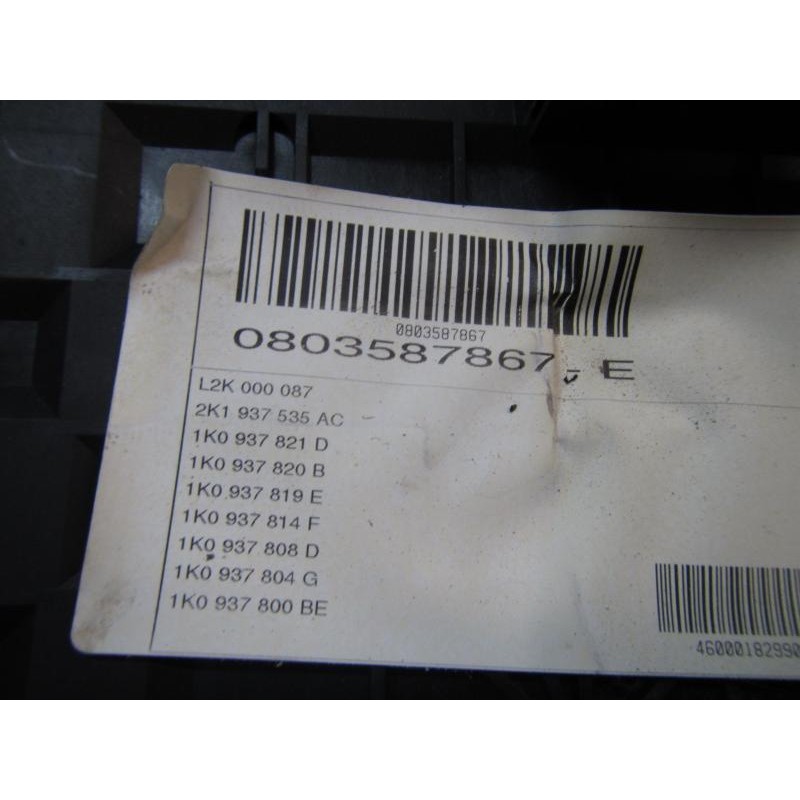 0803587867
0803587867-E
L2K 000 087
2K1 937 535 AC
1K0 937 821 D
1K0 937 820 B
1K0 937 819 E
1K0 937 814 F
1K0 937 808 D
1K0 937 804 G
1K0 937 800 BE
46000182990